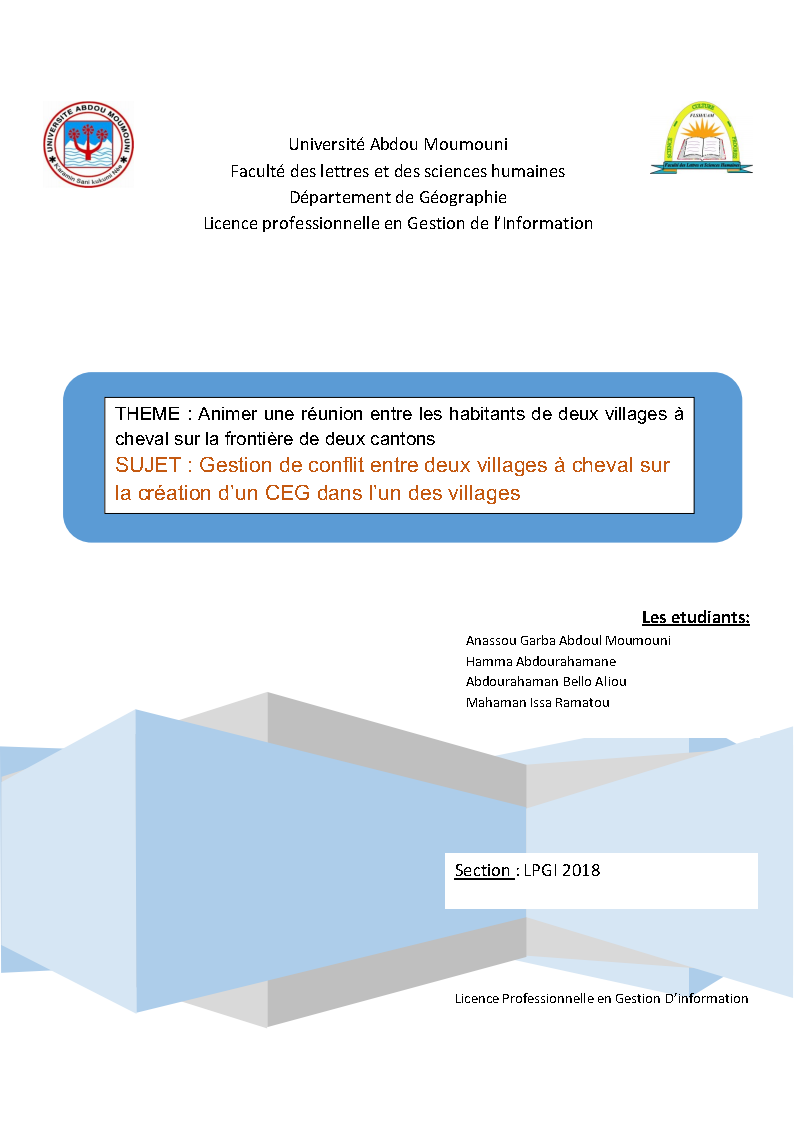 UNIVERSITE ABDOU MOUMOUNI
CULTURE
SCIENCE
FLSH/UAM
Faculté des Lettres et Sciences Humaines
Université Abdou Moumouni
Faculté des lettres et des sciences humaines
Département de Géographie
Licence professionnelle en Gestion de l’Information
THEME : Animer une réunion entre les habitants de deux villages à
cheval sur la frontière de deux cantons
SUJET : Gestion de conflit entre deux villages à cheval sur
la création d’un CEG dans l’un des villages
Les etudiants:
Anassou Garba Abdoul Moumouni
Hamma Abdourahamane
Abdourahaman Bello Aliou
Mahaman Issa Ramatou
Section : LPGI 2018
Licence Professionnelle en Gestion D’information